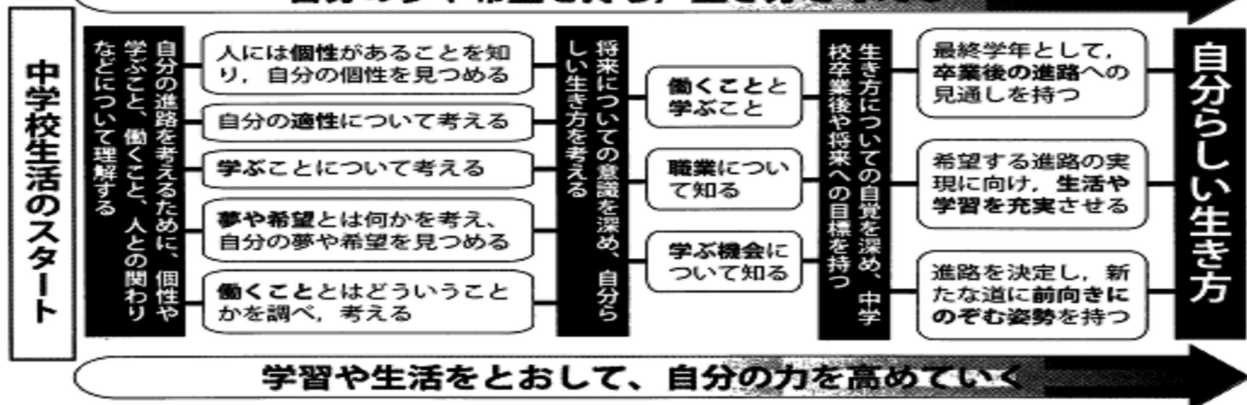 中学校生活のスタート
自分の進路を考えるために、個性や
学ぶこと、働くこと、人との関わり
などについて理解する
人には個性があることを知
り，自分の個性を見つめる
自分の適性について考える
学ぶことについて考える
夢や希望とは何かを考え、
自分の夢や希望を見つめる
働くこととはどういうこと
かを調べ，考える
将来についての意識を深め、自分ら
しい生き方を考える
働くことと
学ぶこと
職業につい
て知る
学ぶ機会に
ついて知る
生き方についての自覚を深め、中学
校卒業後や将来への目標を持つ
最終学年として，
卒業後の進路への
見通しを持つ
希望する進路の実
現に向け，生活や
学習を充実させる
進路を決定し，新
たな道に前向きに
のぞむ姿勢を持つ
自分らしい生き方
学習や生活をとおして、自分の力を高めていく